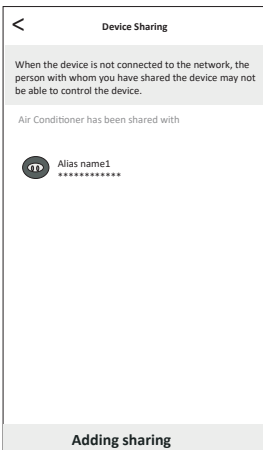 <
Device Sharing
When the device is not connected to the network, the
person with whom you have shared the device may not
be able to control the device.
Air Conditioner has been shared with
Alias name1
************
Adding sharing